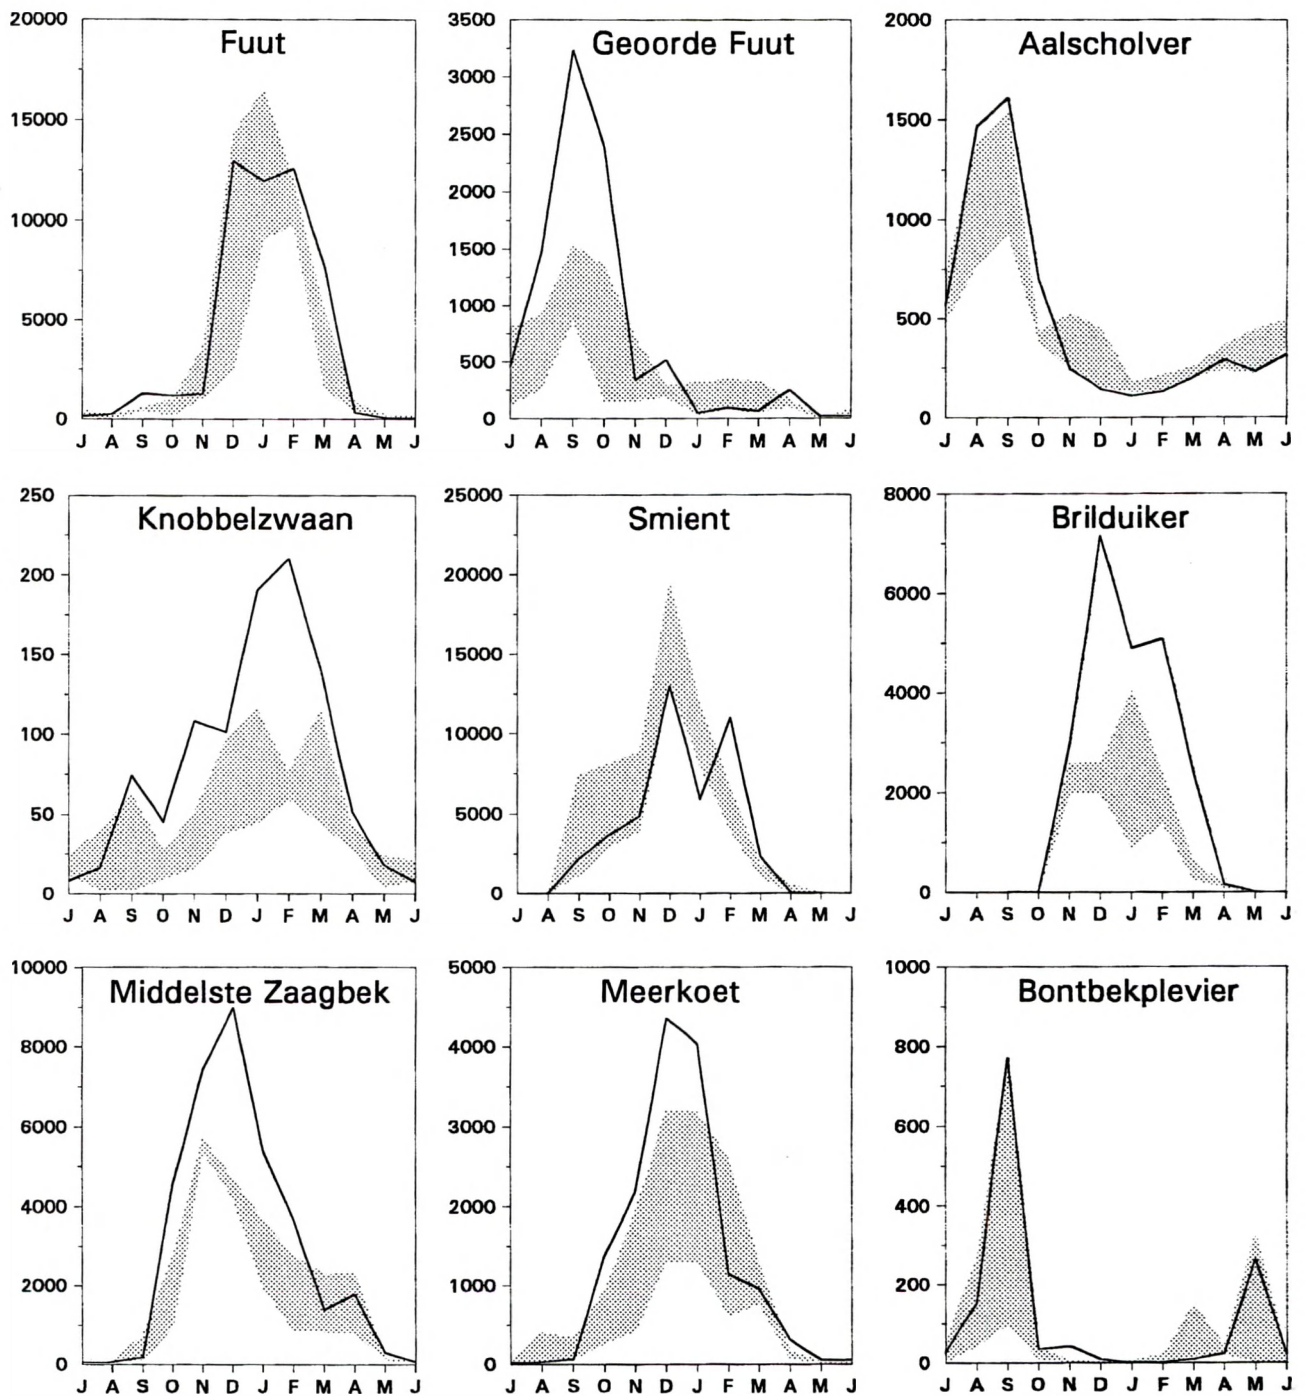 Fuut
20000
15000
10000
5000
0
J A S O N D J F M A M J
Geoorde Fuut
3500
3000
2500
2000
1500
1000
500
0
J A S O N D J F M A M J
Aalscholver
2000
1500
1000
500
0
J A S O N D J F M A M J
Knobbelzwaan
250
200
150
100
50
0
J A S O N D J F M A M J
Smient
25000
20000
15000
10000
5000
0
J A S O N D J F M A M J
Brilduiker
8000
6000
4000
2000
0
J A S O N D J F M A M J
Middelste Zaagbek
10000
8000
6000
4000
2000
0
J A S O N D J F M A M J
Meerkoet
5000
4000
3000
2000
1000
0
J A S O N D J F M A M J
Bontbekplevier
1000
800
600
400
200
0
J A S O N D J F M A M J